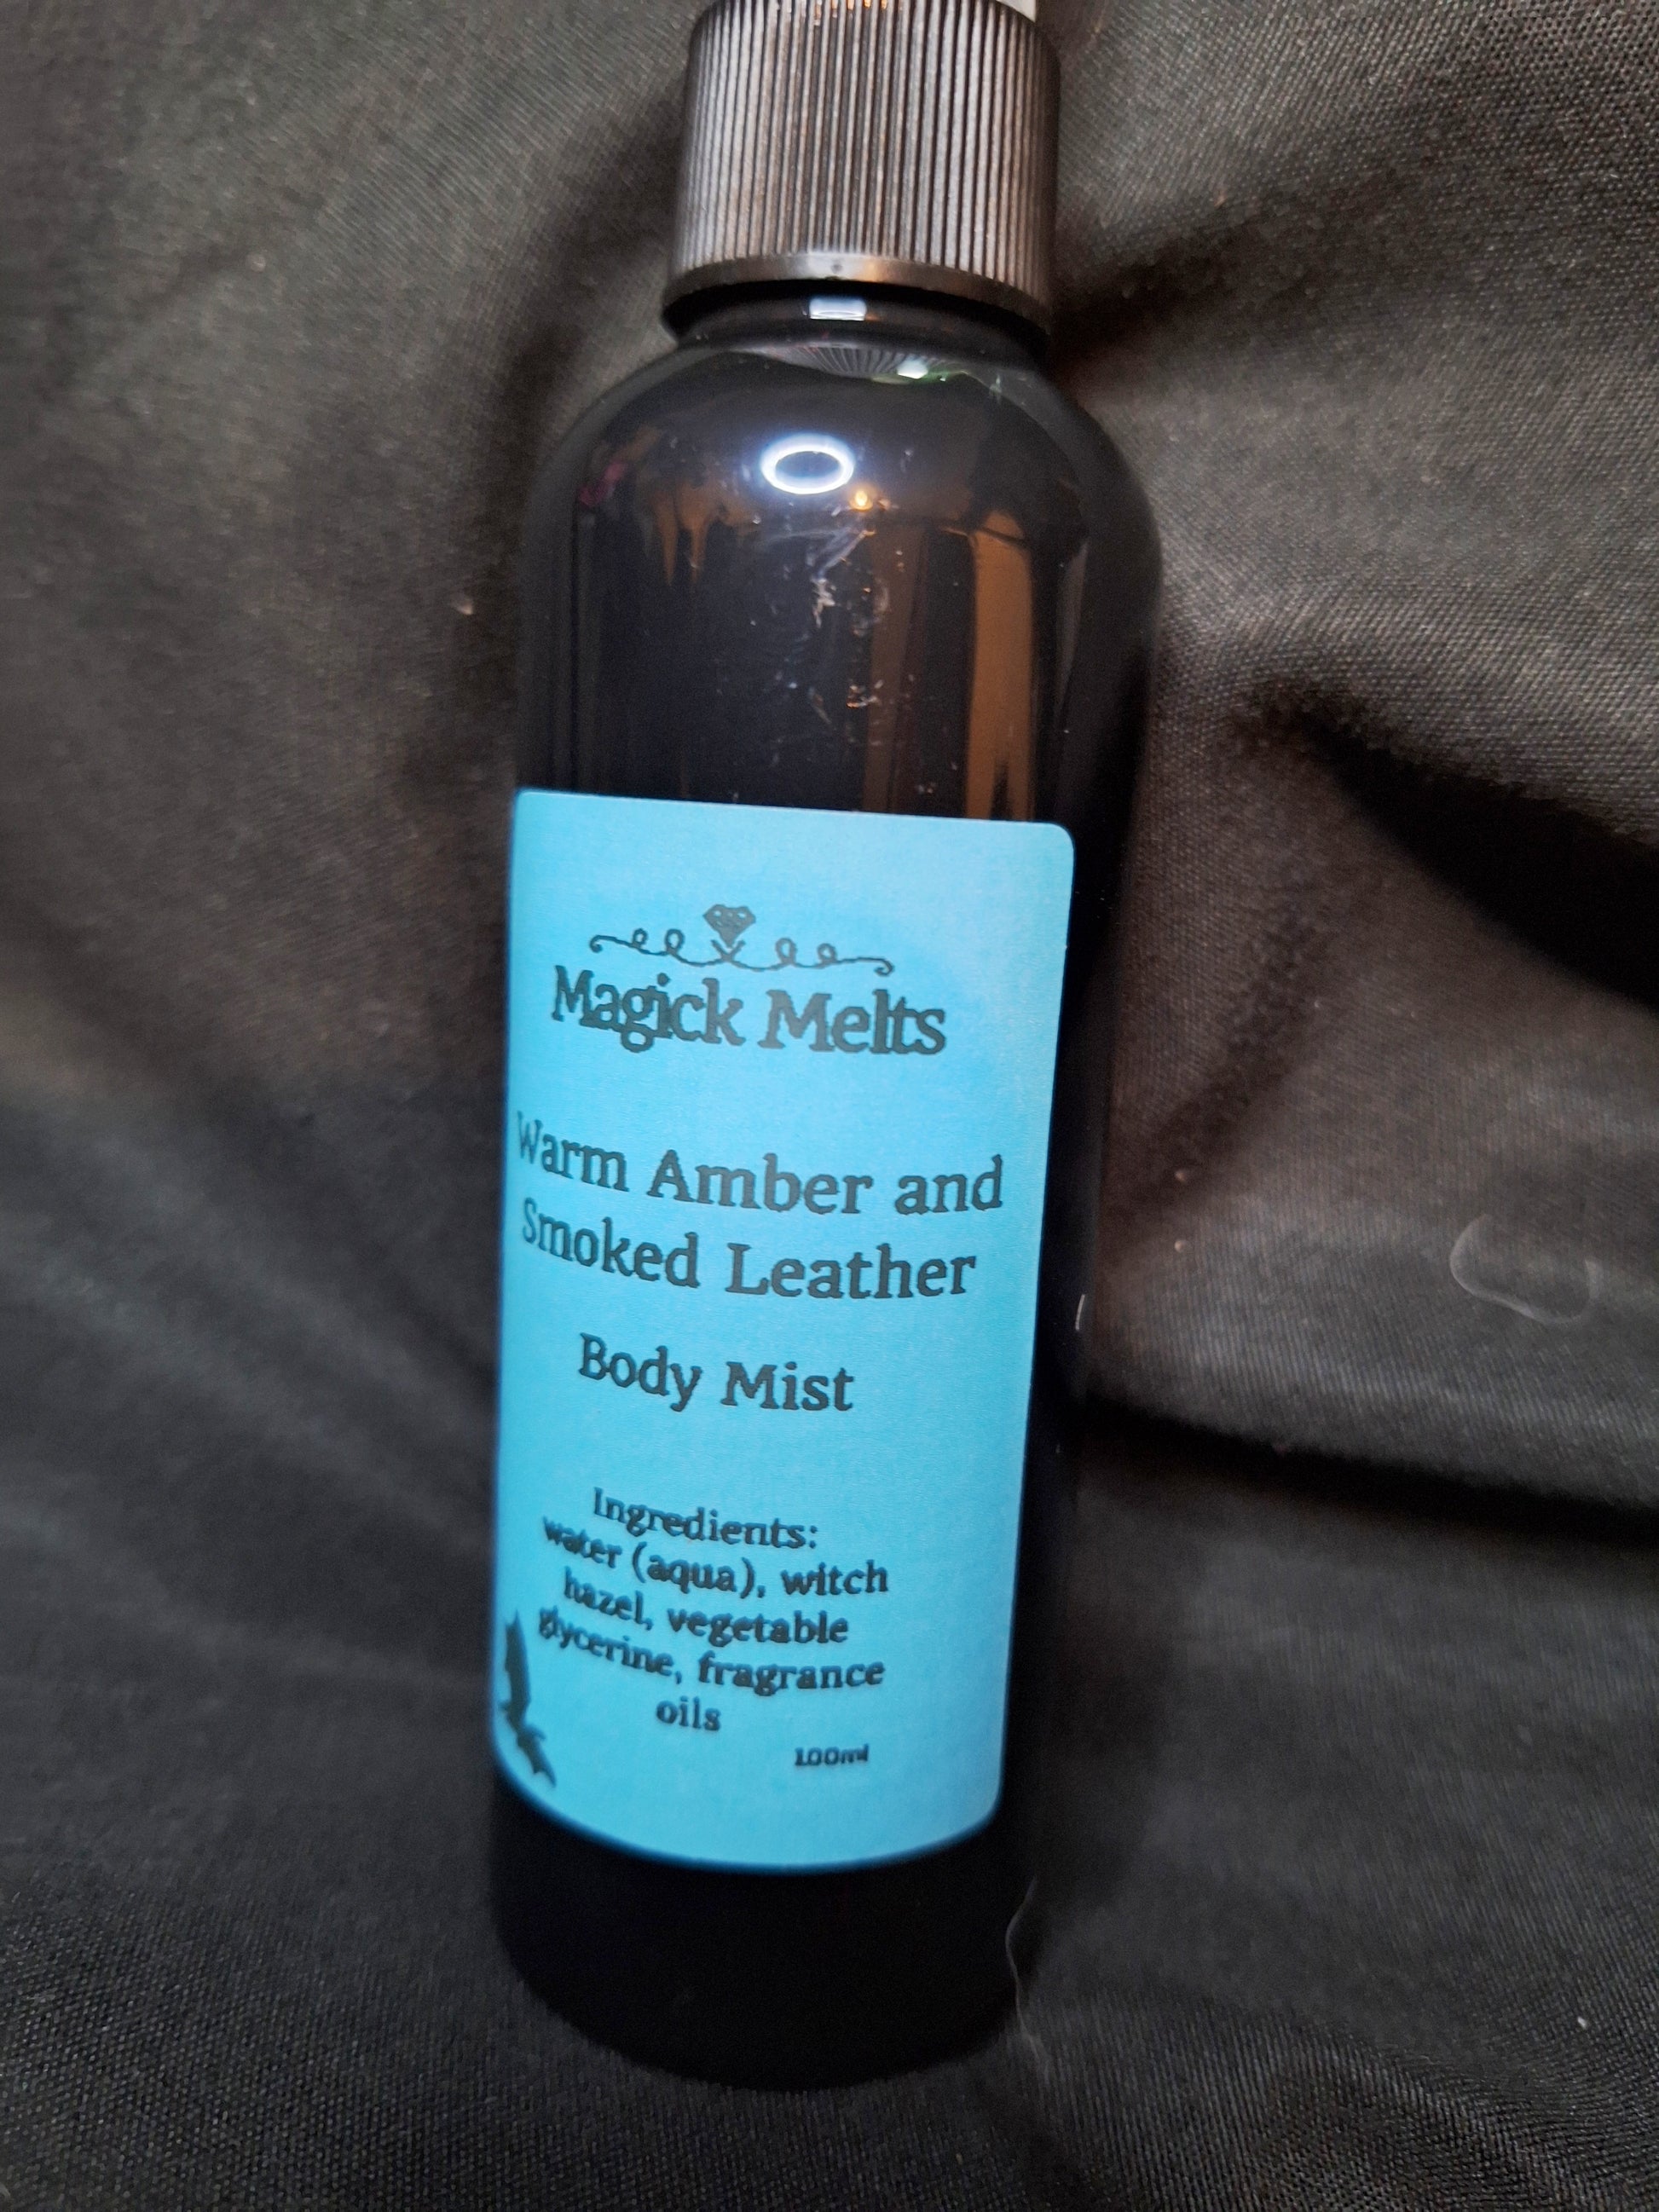 Magick Melts
Warm Amber and
Smoked Leather
Body Mist
Ingredients:
water (aqua), witch
hazel, vegetable
glycerine, fragrance
oils
100ml